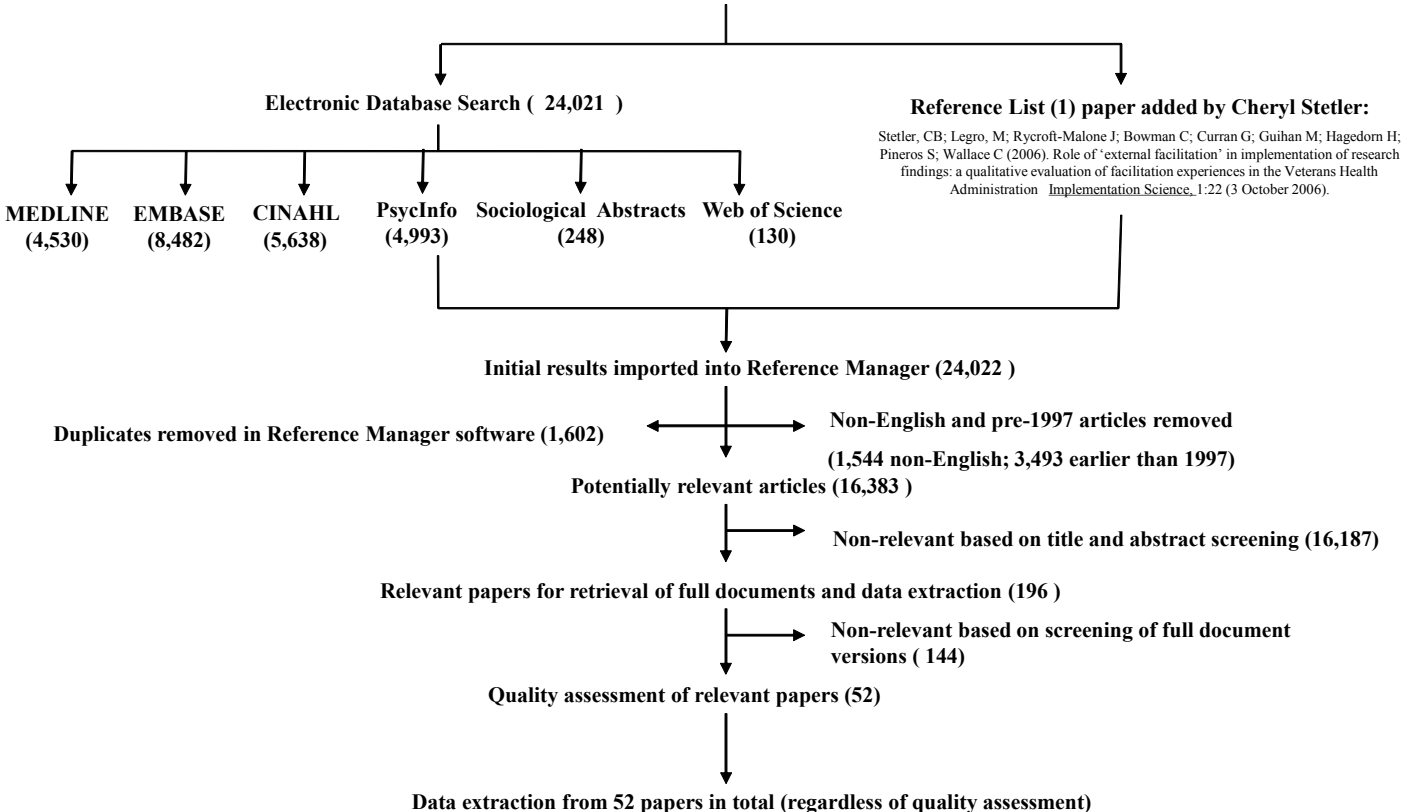 Electronic Database Search ( 24,021 )
Reference List (1) paper added by Cheryl Stetler:
Stetler, CB; Legro, M; Rycroft-Malone J; Bowman C; Curran G; Guihan M; Hagedorn H;
Pineros S; Wallace C (2006). Role of ‘external facilitation’ in implementation of research
findings: a qualitative evaluation of facilitation experiences in the Veterans Health
Administration Implementation Science, 1:22 (3 October 2006).
MEDLINE
(4,530)
EMBASE
(8,482)
CINAHL
(5,638)
PsycInfo
(4,993)
Sociological Abstracts
(248)
Web of Science
(130)
Initial results imported into Reference Manager (24,022 )
Duplicates removed in Reference Manager software (1,602)
Non-English and pre-1997 articles removed
(1,544 non-English; 3,493 earlier than 1997)
Potentially relevant articles (16,383 )
Non-relevant based on title and abstract screening (16,187)
Relevant papers for retrieval of full documents and data extraction (196 )
Non-relevant based on screening of full document
versions ( 144)
Quality assessment of relevant papers (52)
Data extraction from 52 papers in total (regardless of quality assessment)